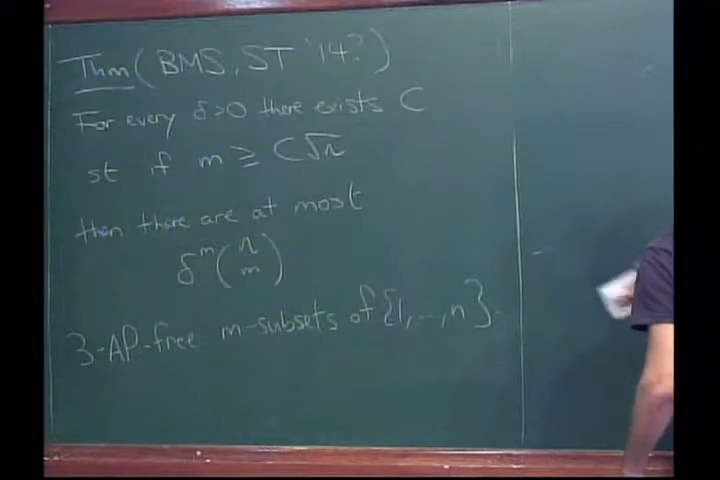 Thm (BMS, ST '14?)
For every δ>0 there exists C
st if m ≥ C√n
then there are at most
δ^m (n m)
3-AP-free m-subsets of {1,...,n}.